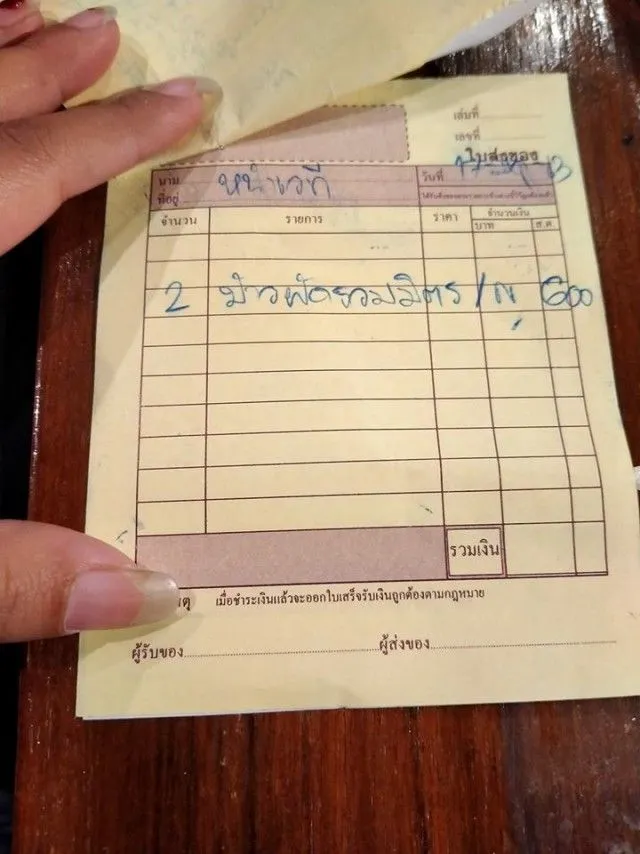 เล่มที่
เลขที่
ใบส่งของ
นาม หน้าเวที วันที่
ที่อยู่
จำนวน รายการ ราคา จำนวนเงิน
บาท ส.ต.
2 ข้าวผัดรวมมิตร / 600
รวมเงิน
เมื่อชำระเงินแล้วจะออกใบเสร็จรับเงินถูกต้องตามกฎหมาย
ผู้รับของ ผู้ส่งของ